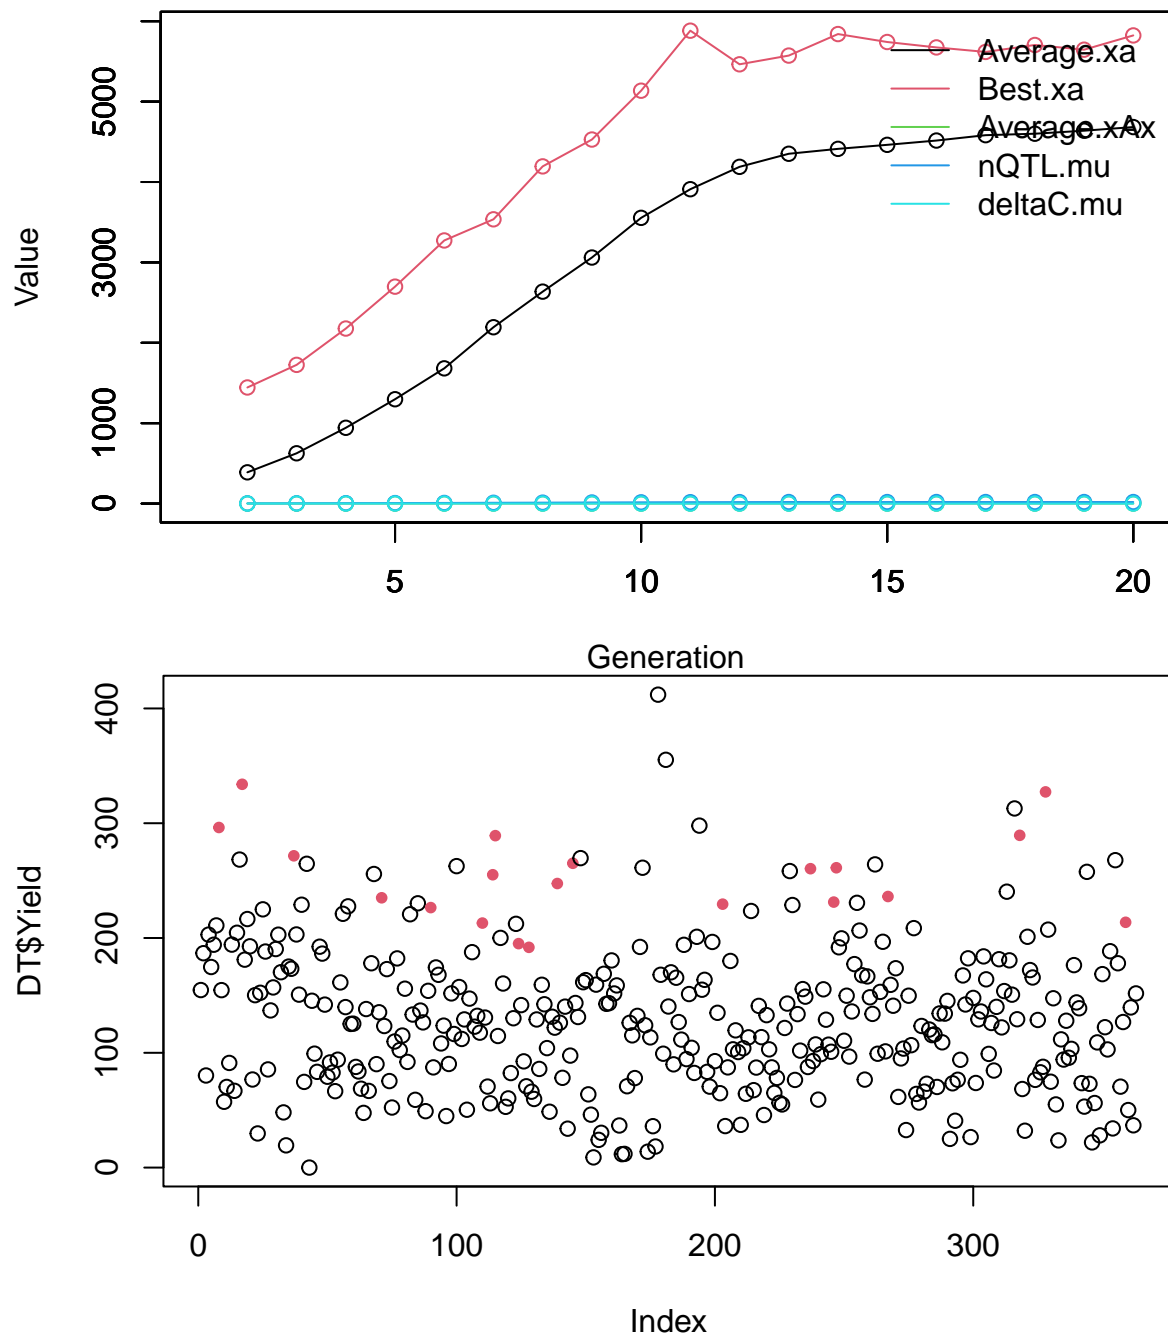 Average.xa
Best.xa
Average.xAx
nQTL.mu
deltaC.mu
Value
5000
3000
1000
0
5
10
15
20
Generation
DT$Yield
400
300
200
100
0
0
100
200
300
Index